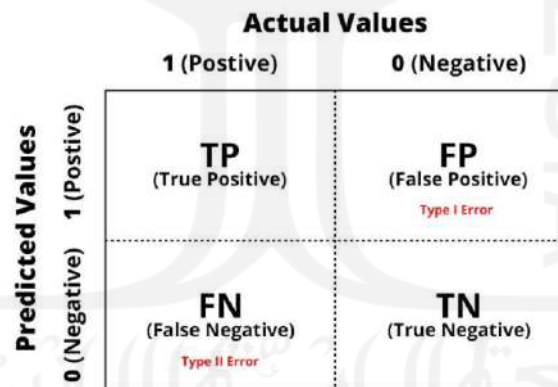 Actual Values
1 (Postive) 0 (Negative)
Predicted Values
1 (Postive)
TP
(True Positive)
FP
(False Positive)
Type I Error
0 (Negative)
FN
(False Negative)
Type II Error
TN
(True Negative)